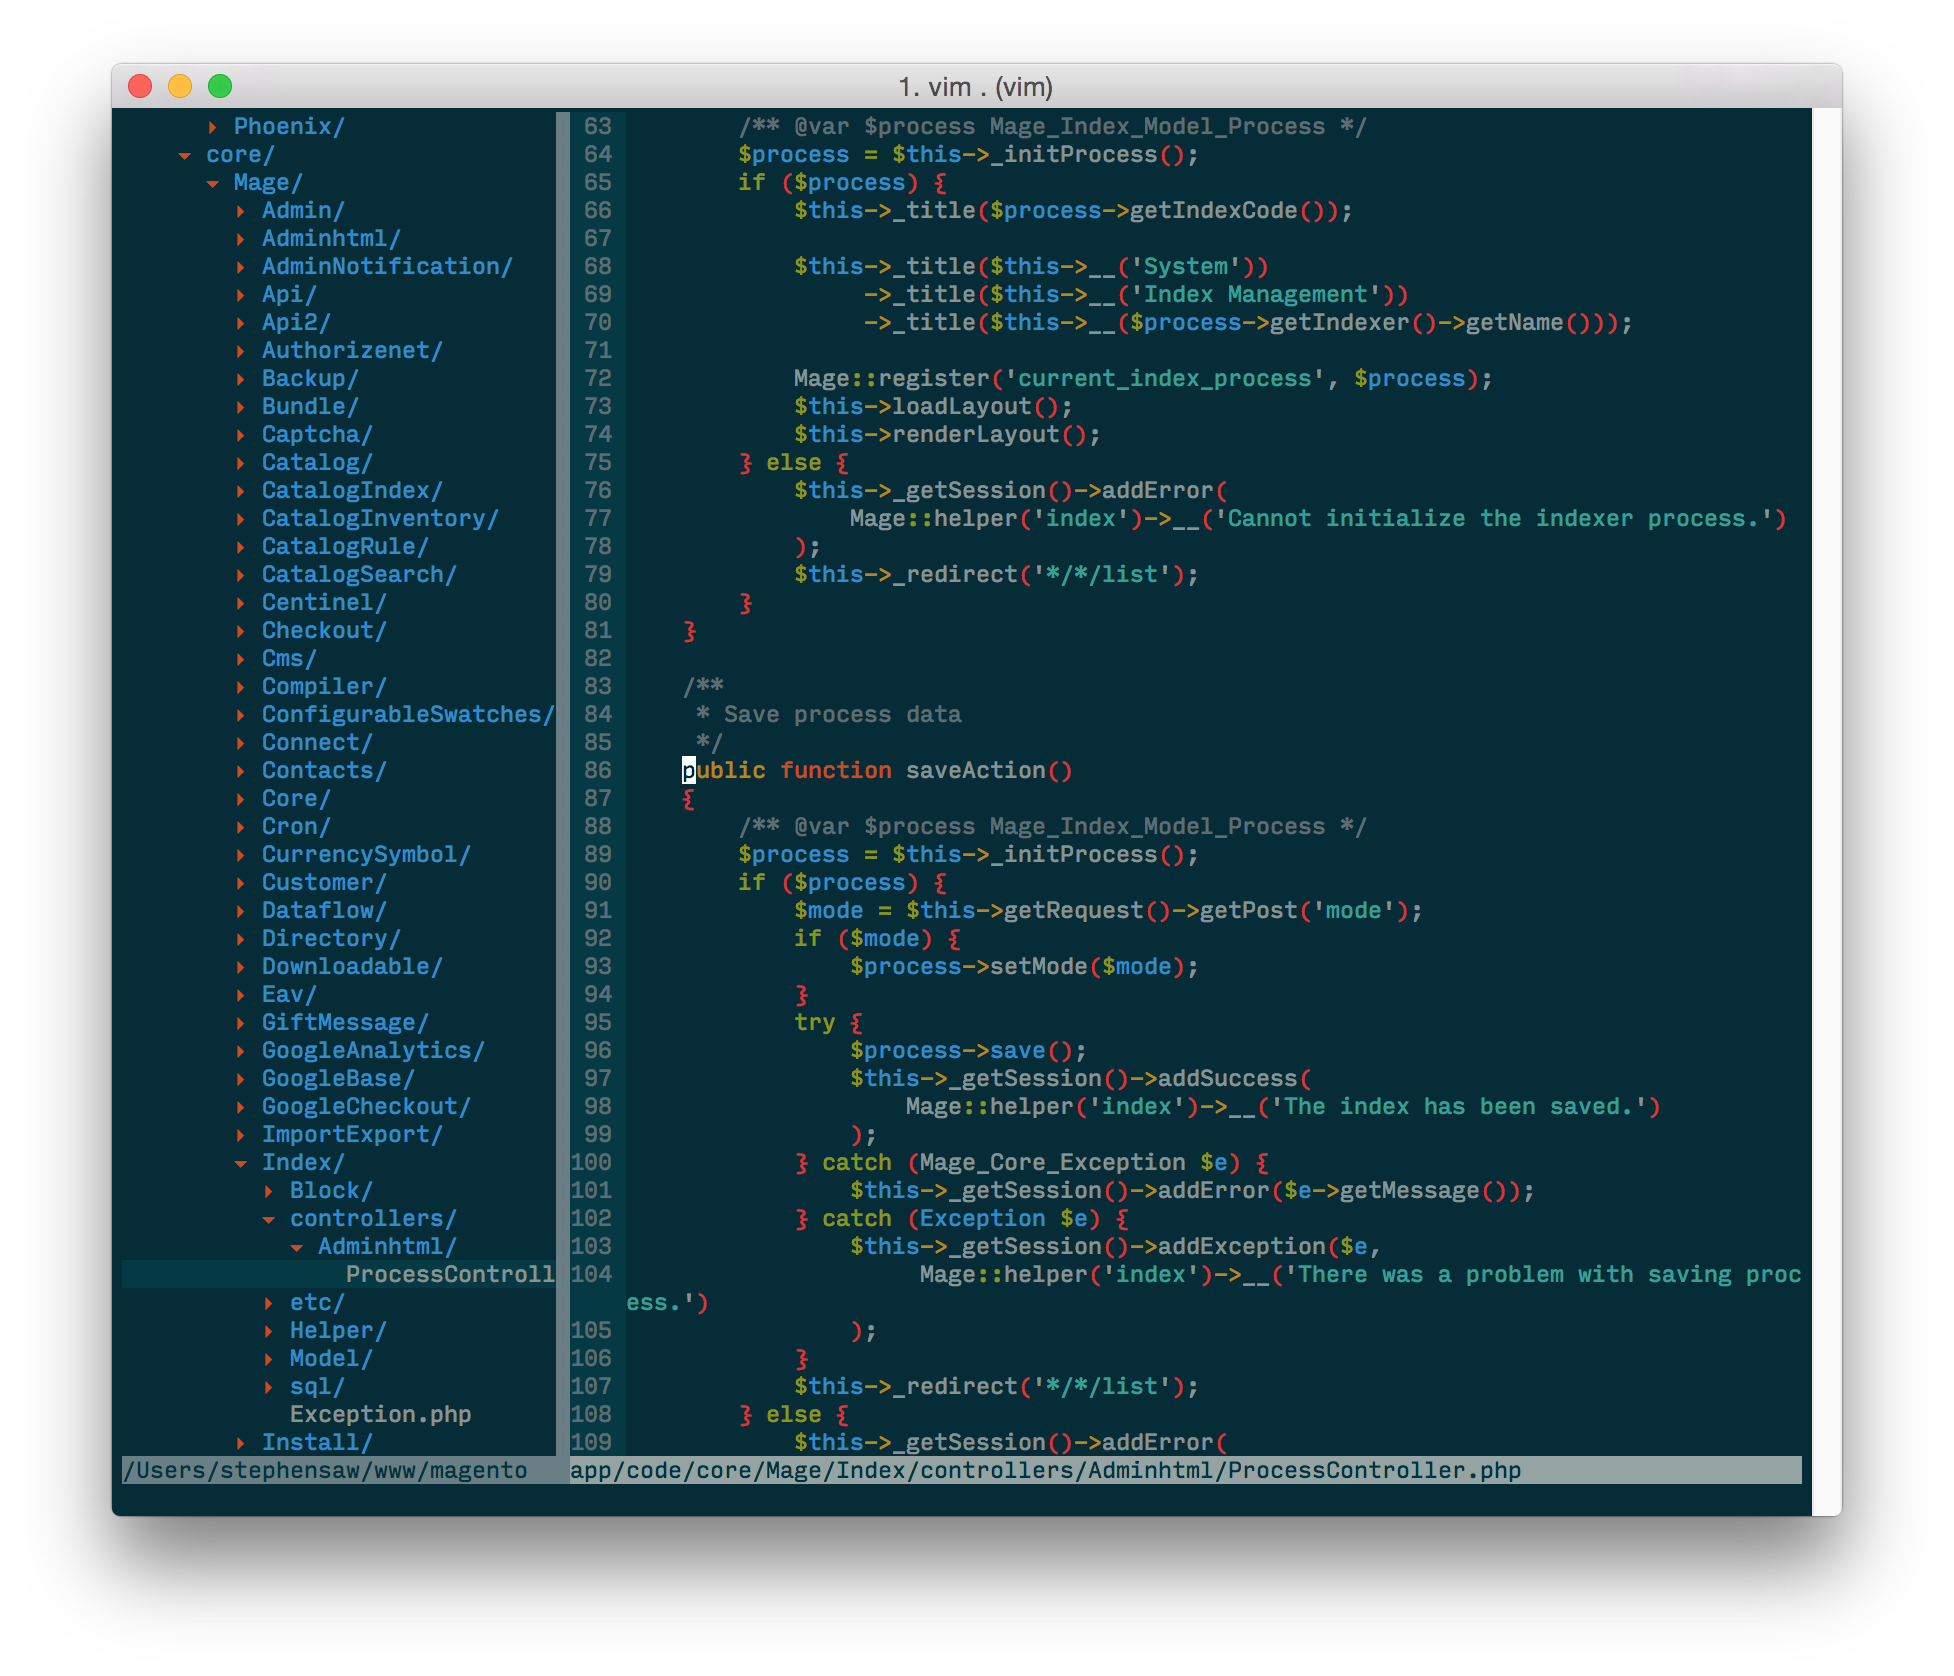 1. vim . (vim)
Phoenix/
core/
Mage/
Admin/
Adminhtml/
AdminNotification/
Api/
Api2/
Authorizenet/
Backup/
Bundle/
Captcha/
Catalog/
CatalogIndex/
CatalogInventory/
CatalogRule/
CatalogSearch/
Centinel/
Checkout/
Cms/
Compiler/
ConfigurableSwatches/
Connect/
Contacts/
Core/
Cron/
CurrencySymbol/
Customer/
Dataflow/
Directory/
Downloadable/
Eav/
GiftMessage/
GoogleAnalytics/
GoogleBase/
GoogleCheckout/
ImportExport/
Index/
Block/
controllers/
Adminhtml/
ProcessControll
etc/
Helper/
Model/
sql/
Exception.php
Install/
/Users/stephensaw/www/magento
63         /** @var $process Mage_Index_Model_Process */
64         $process = $this->_initProcess();
65         if ($process) {
66             $this->_title($process->getIndexCode());
67
68             $this->_title($this->__('System'))
69                  ->_title($this->__('Index Management'))
70                  ->_title($this->__($process->getIndexer()->getName()));
71
72             Mage::register('current_index_process', $process);
73             $this->loadLayout();
74             $this->renderLayout();
75         } else {
76             $this->_getSession()->addError(
77                 Mage::helper('index')->__('Cannot initialize the indexer process.')
78             );
79             $this->_redirect('*/*/list');
80         }
81     }
82
83     /**
84      * Save process data
85      */
86     public function saveAction()
87     {
88         /** @var $process Mage_Index_Model_Process */
89         $process = $this->_initProcess();
90         if ($process) {
91             $mode = $this->getRequest()->getPost('mode');
92             if ($mode) {
93                 $process->setMode($mode);
94             }
95             try {
96                 $process->save();
97                 $this->_getSession()->addSuccess(
98                     Mage::helper('index')->__('The index has been saved.')
99                 );
100             } catch (Mage_Core_Exception $e) {
101                 $this->_getSession()->addError($e->getMessage());
102             } catch (Exception $e) {
103                 $this->_getSession()->addException($e,
104                      Mage::helper('index')->__('There was a problem with saving proc
ess.')
105                 );
106             }
107             $this->_redirect('*/*/list');
108         } else {
109             $this->_getSession()->addError(
app/code/core/Mage/Index/controllers/Adminhtml/ProcessController.php